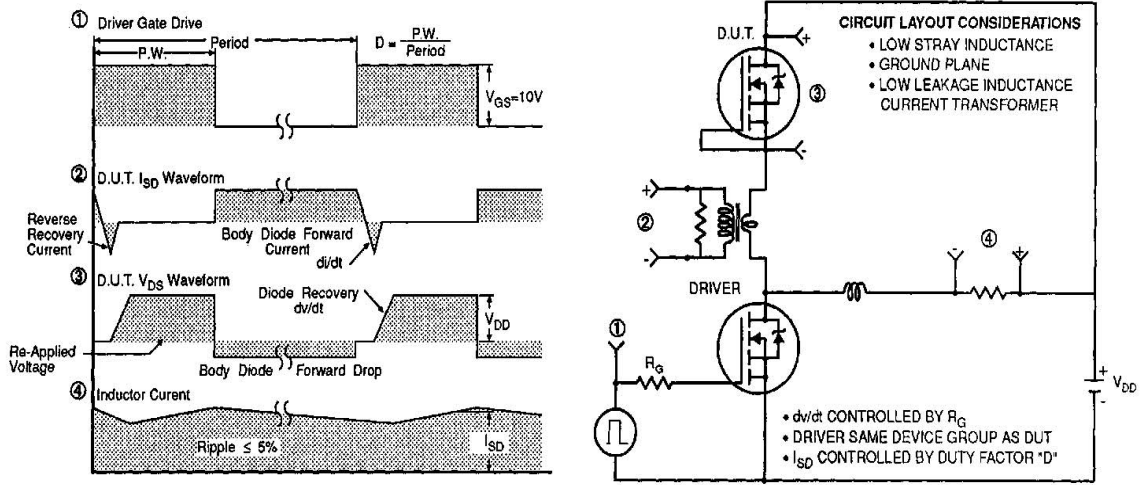 ① Driver Gate Drive
P.W.
Period
D = P.W. / Period
V_GS=10V
② D.U.T. I_SD Waveform
Reverse
Recovery
Current
Body Diode Forward
Current
di/dt
③ D.U.T. V_DS Waveform
Diode Recovery
dv/dt
V_DD
Re-Applied
Voltage
Body Diode Forward Drop
④ Inductor Curent
Ripple ≤ 5%
I_SD
D.U.T.
+
③
-
CIRCUIT LAYOUT CONSIDERATIONS
• LOW STRAY INDUCTANCE
• GROUND PLANE
• LOW LEAKAGE INDUCTANCE
CURRENT TRANSFORMER
+
②
-
④
- +
DRIVER
①
R_G
+
V_DD
-
• dv/dt CONTROLLED BY R_G
• DRIVER SAME DEVICE GROUP AS DUT
• I_SD CONTROLLED BY DUTY FACTOR "D"